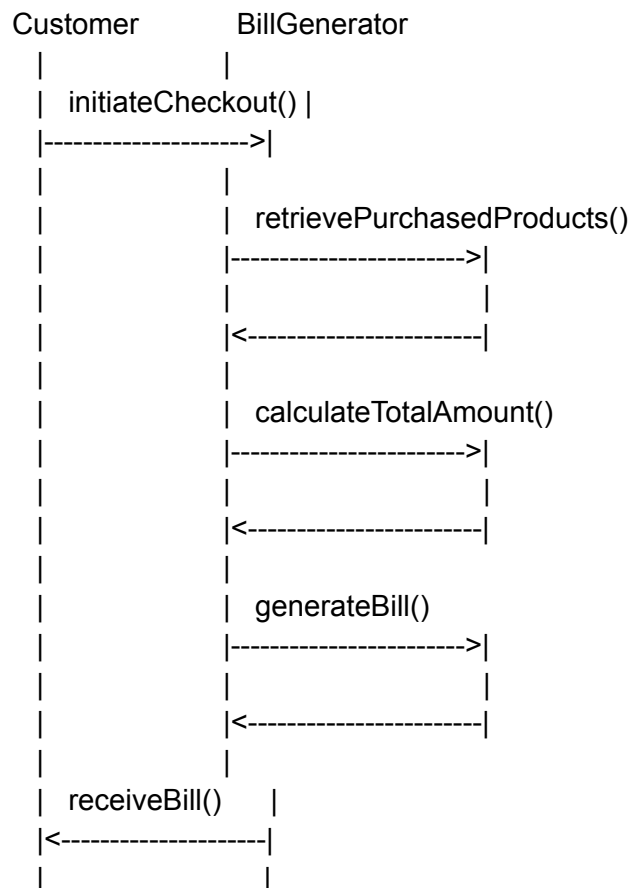 Customer BillGenerator
| |
| initiateCheckout() |
|--------------------->|
| |
| | retrievePurchasedProducts()
| |------------------------>|
| | |
| |<------------------------|
| |
| | calculateTotalAmount()
| |------------------------>|
| | |
| |<------------------------|
| |
| | generateBill()
| |------------------------>|
| | |
| |<------------------------|
| |
| receiveBill() |
|<---------------------|
| |